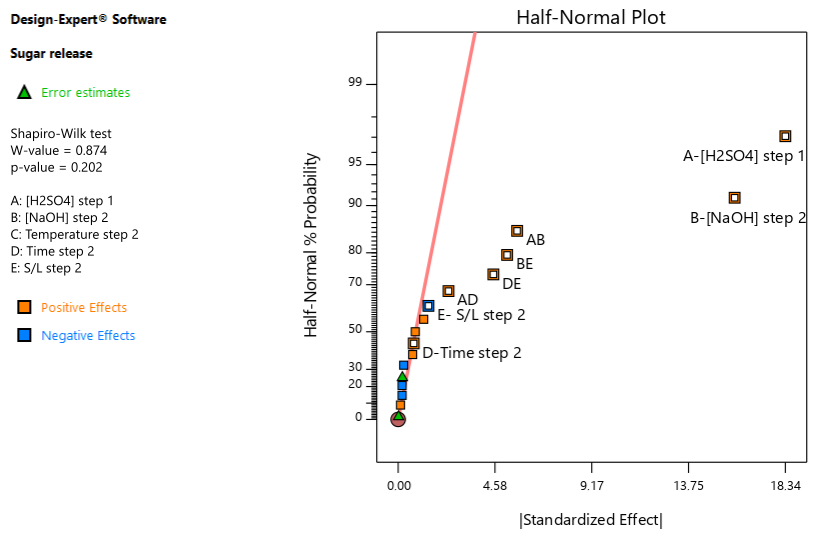 Design-Expert® Software
Sugar release
Error estimates
Shapiro-Wilk test
W-value = 0.874
p-value = 0.202
A: [H2SO4] step 1
B: [NaOH] step 2
C: Temperature step 2
D: Time step 2
E: S/L step 2
Positive Effects
Negative Effects
Half-Normal Plot
Half-Normal % Probability
99
95
90
80
70
50
30
20
0
A-[H2SO4] step 1
B-[NaOH] step 2
AB
BE
DE
AD
E- S/L step 2
D-Time step 2
0.00
4.58
9.17
13.75
18.34
|Standardized Effect|